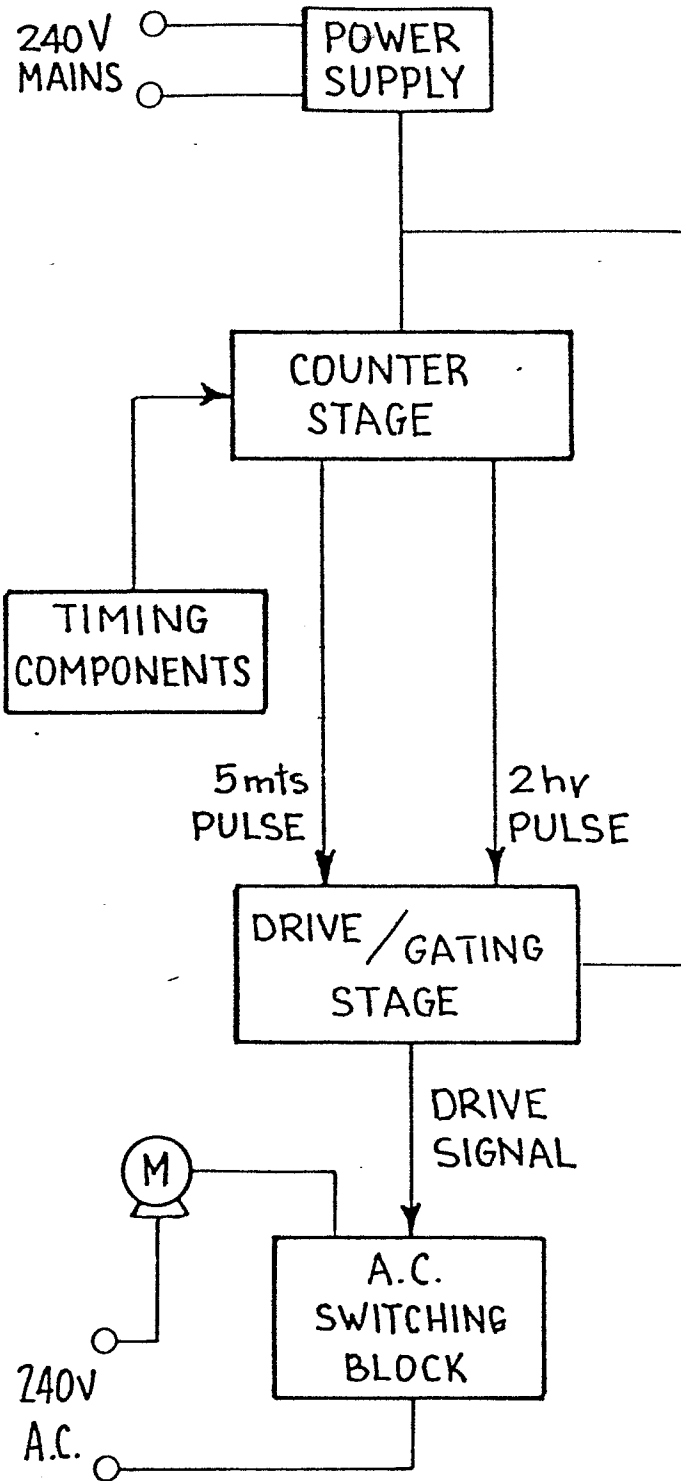 240V
MAINS
POWER
SUPPLY
COUNTER
STAGE
TIMING
COMPONENTS
5mts
PULSE
2hr
PULSE
DRIVE/GATING
STAGE
DRIVE
SIGNAL
M
A.C.
SWITCHING
BLOCK
240V
A.C.